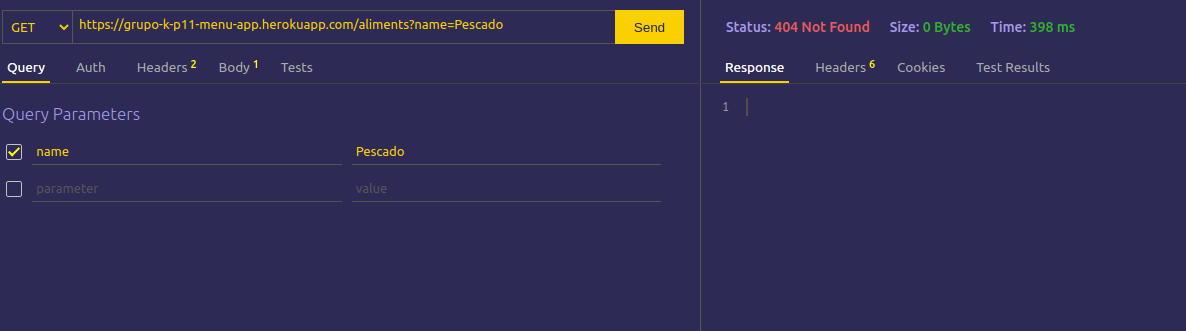 GET https://grupo-k-p11-menu-app.herokuapp.com/aliments?name=Pescado Send
Query Auth Headers 2 Body 1 Tests
Query Parameters
name Pescado
parameter value
Status: 404 Not Found Size: 0 Bytes Time: 398 ms
Response Headers 6 Cookies Test Results
1